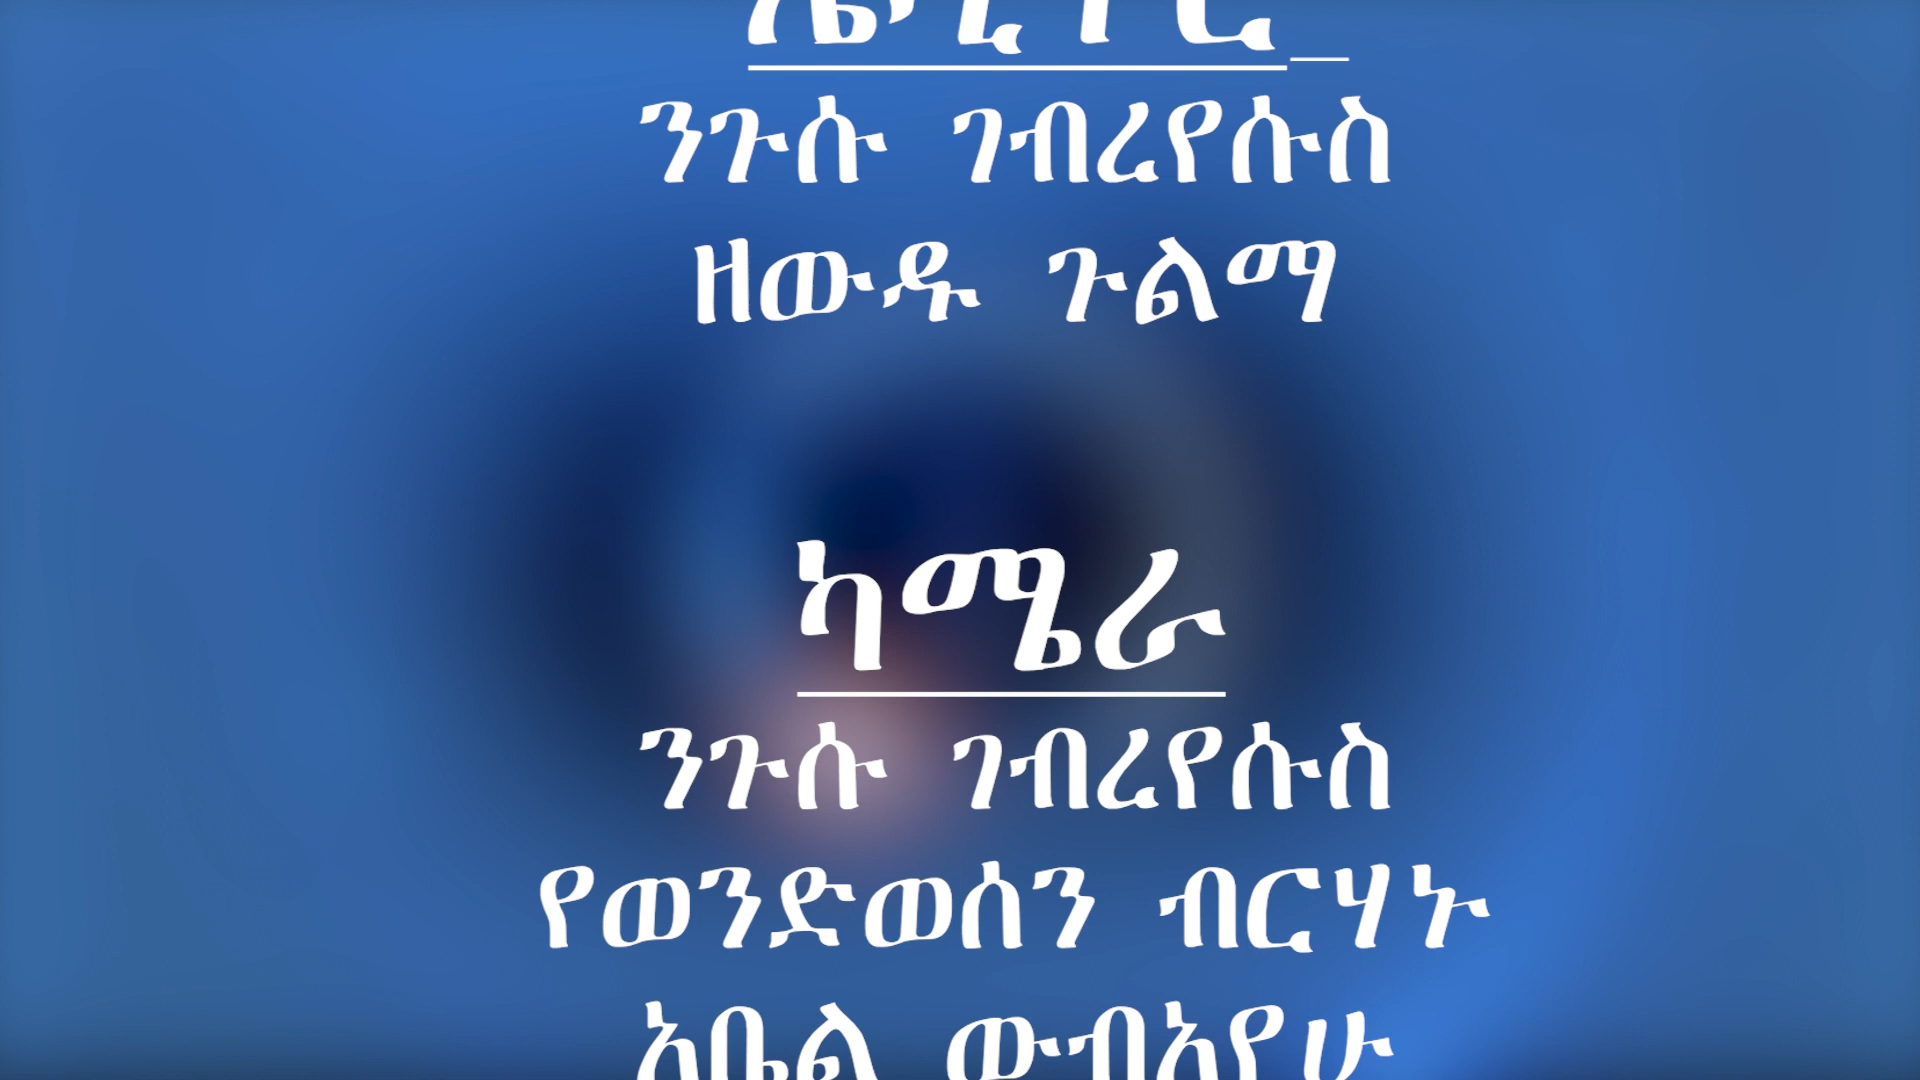 ንጉሱ ገብረየሱስ
ዘውዱ ጉልማ
ካሜራ
ንጉሱ ገብረየሱስ
የወንድወሰን ብርሃኑ
አቤል ውብአየሁ